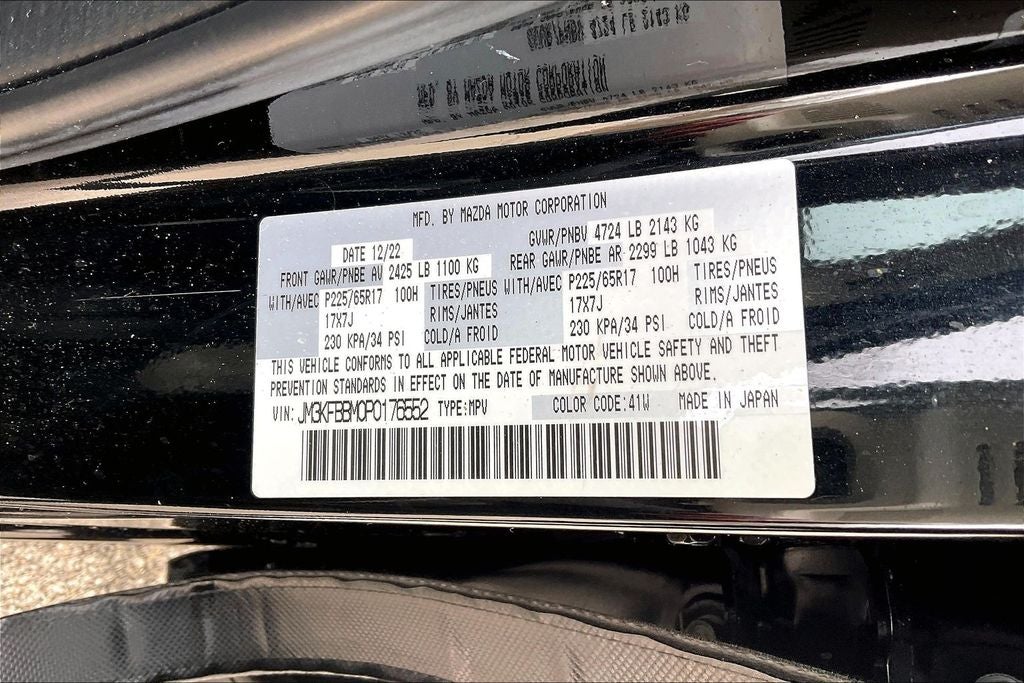 MFD. BY MAZDA MOTOR CORPORATION
DATE 12/22 GVWR/PNBV 4724 LB 2143 KG
FRONT GAWR/PNBE AV 2425 LB 1100 KG REAR GAWR/PNBE AR 2299 LB 1043 KG
WITH/AVEC P225/65R17 100H TIRES/PNEUS WITH/AVEC P225/65R17 100H TIRES/PNEUS
17X7J RIMS/JANTES 17X7J RIMS/JANTES
230 KPA/34 PSI COLD/A FROID 230 KPA/34 PSI COLD/A FROID
THIS VEHICLE CONFORMS TO ALL APPLICABLE FEDERAL MOTOR VEHICLE SAFETY AND THEFT
PREVENTION STANDARDS IN EFFECT ON THE DATE OF MANUFACTURE SHOWN ABOVE.
VIN: JM3KFBBM0P0176552 TYPE:MPV COLOR CODE:41W MADE IN JAPAN